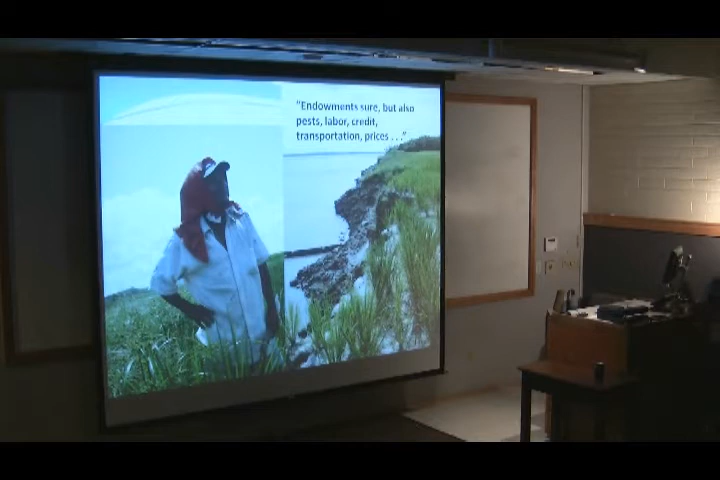 "Endowments sure, but also
pests, labor, credit,
transportation, prices . . ."